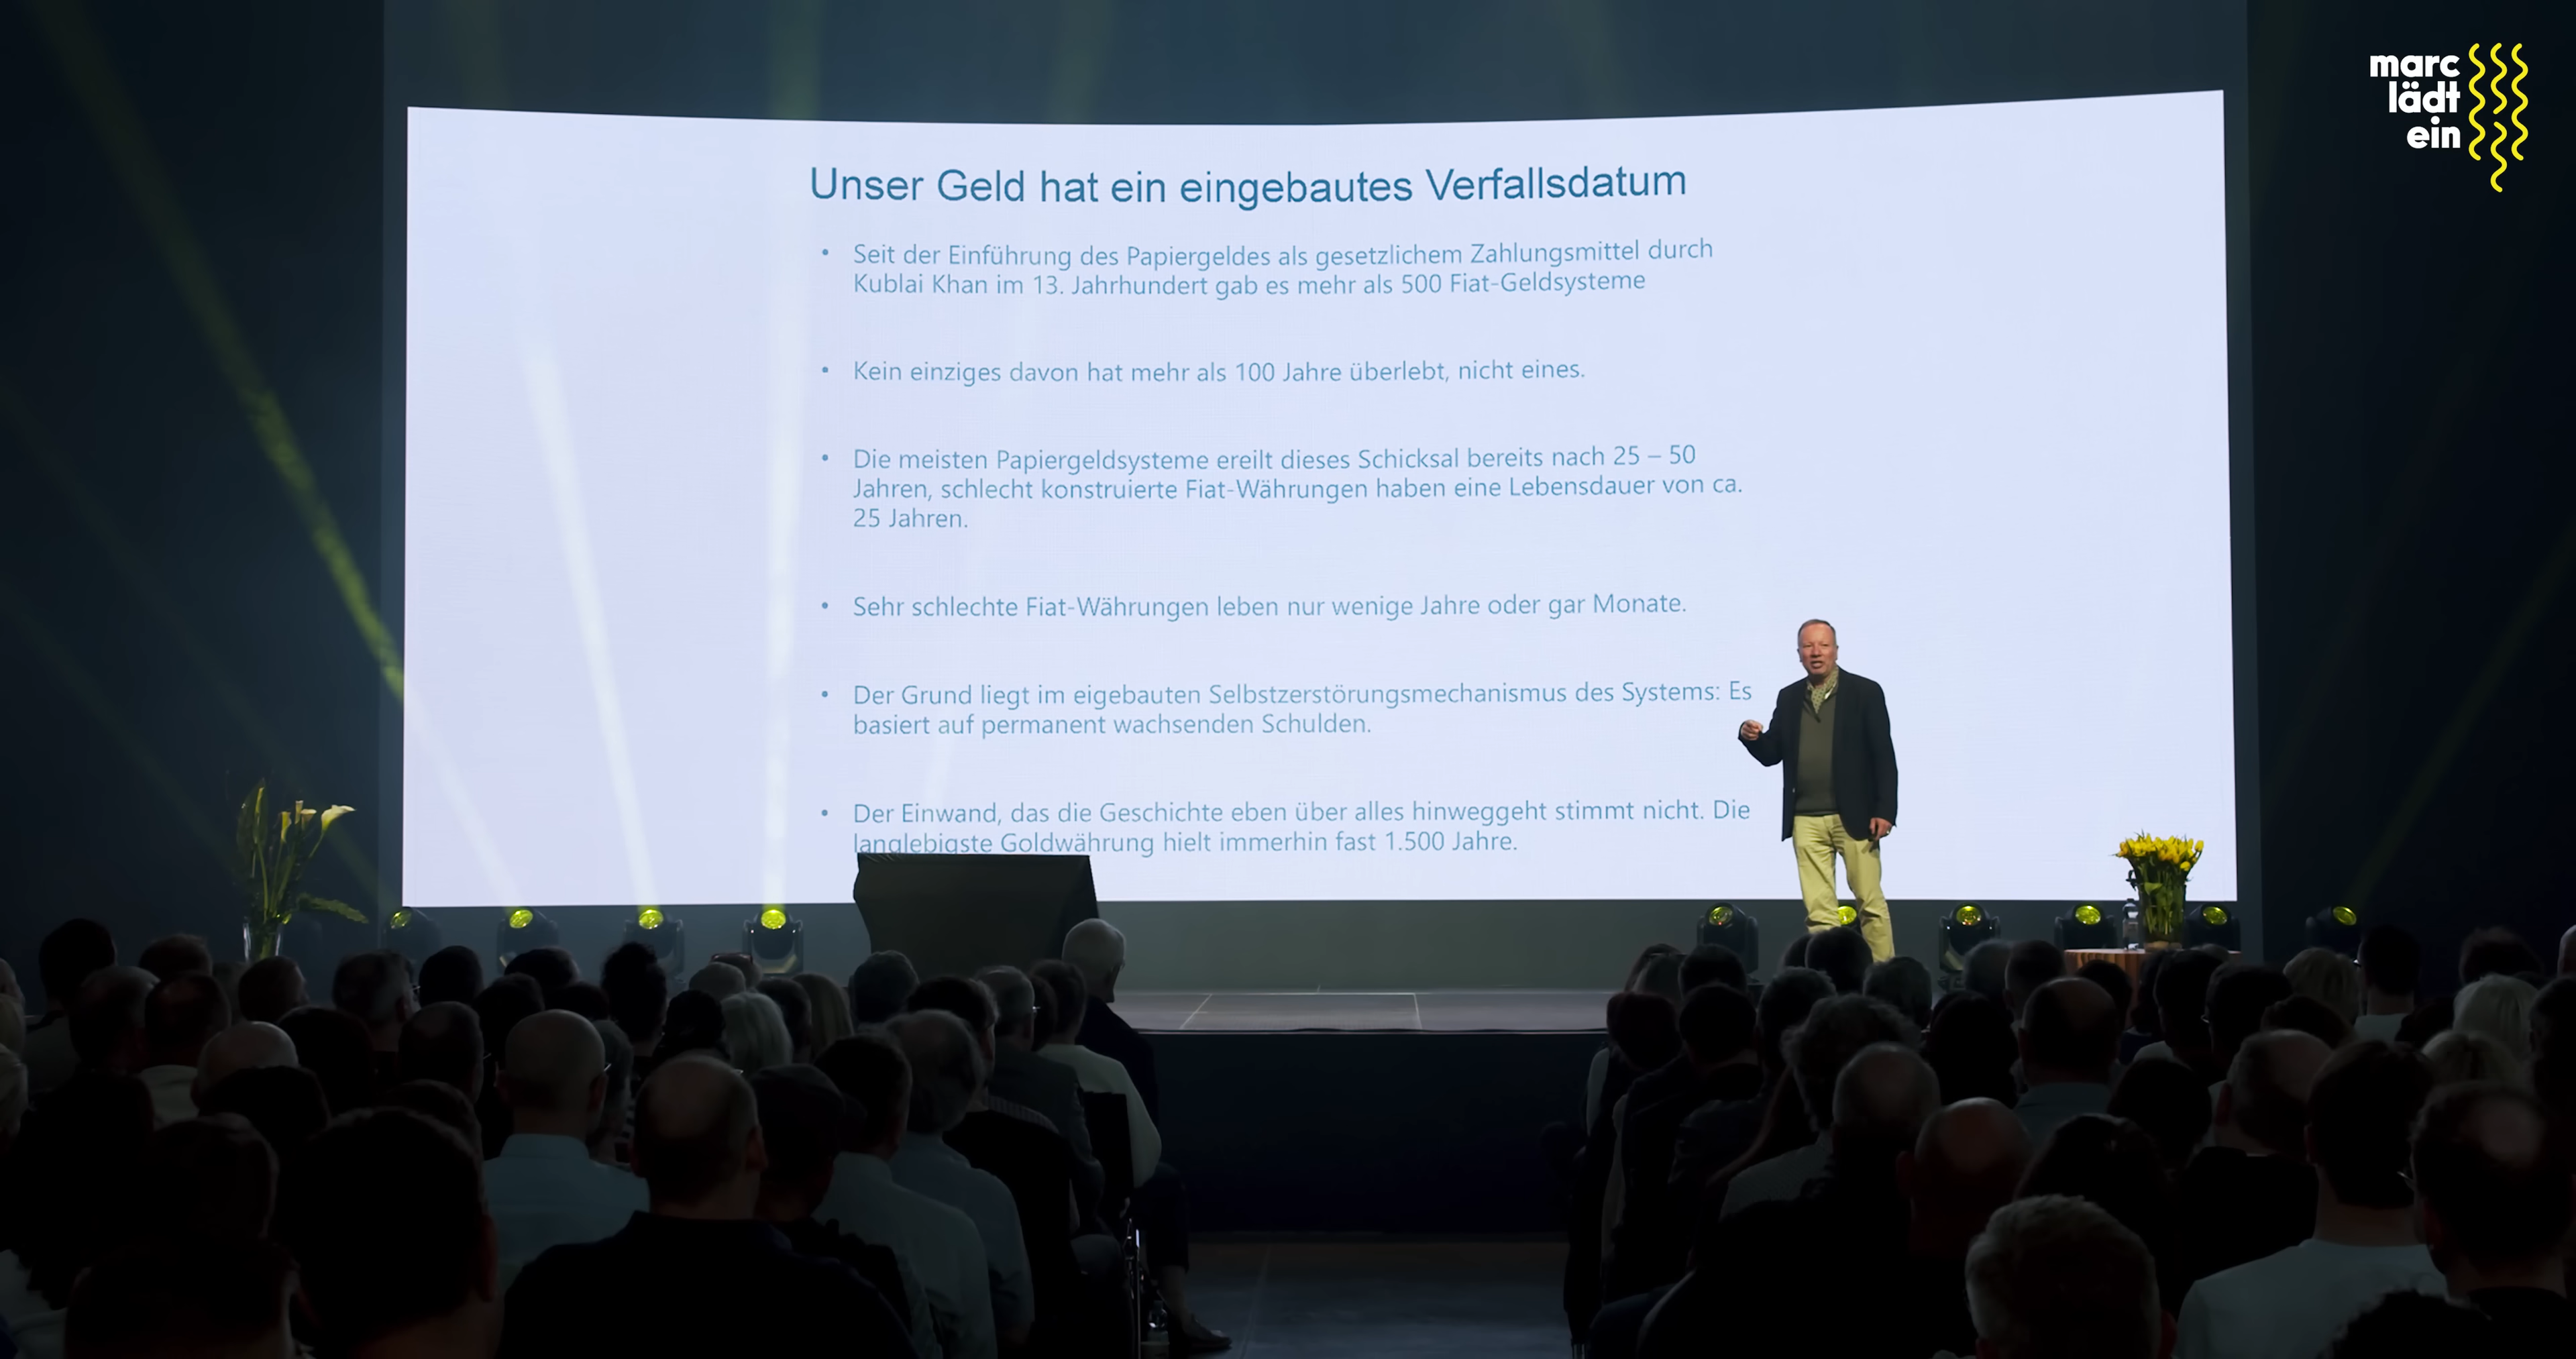 marc
lädt
ein
Unser Geld hat ein eingebautes Verfallsdatum
• Seit der Einführung des Papiergeldes als gesetzlichem Zahlungsmittel durch
Kublai Khan im 13. Jahrhundert gab es mehr als 500 Fiat-Geldsysteme
• Kein einziges davon hat mehr als 100 Jahre überlebt, nicht eines.
• Die meisten Papiergeldsysteme ereilt dieses Schicksal bereits nach 25 – 50
Jahren, schlecht konstruierte Fiat-Währungen haben eine Lebensdauer von ca.
25 Jahren.
• Sehr schlechte Fiat-Währungen leben nur wenige Jahre oder gar Monate.
• Der Grund liegt im eigebauten Selbstzerstörungsmechanismus des Systems: Es
basiert auf permanent wachsenden Schulden.
• Der Einwand, das die Geschichte eben über alles hinweggeht stimmt nicht. Die
langlebigste Goldwährung hielt immerhin fast 1.500 Jahre.